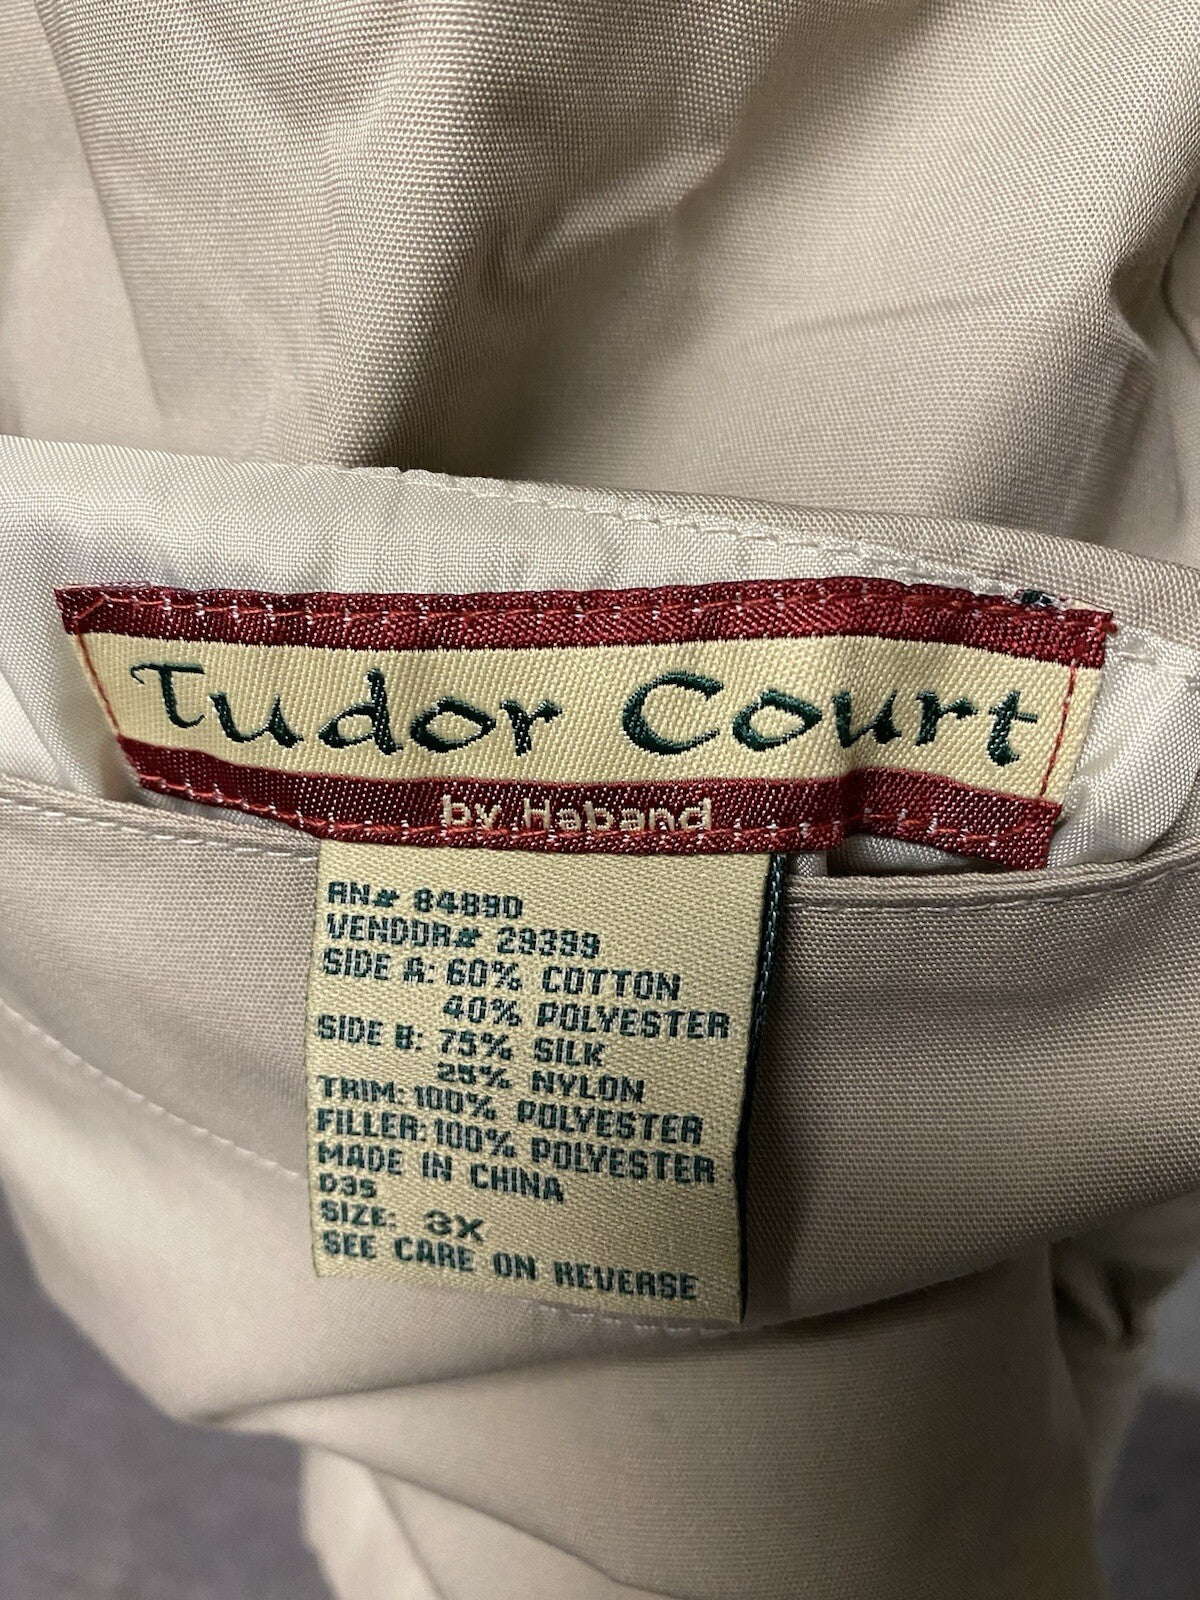 Tudor Court
by Haband
RN# 84890
VENDOR# 29399
SIDE A: 60% COTTON
40% POLYESTER
SIDE B: 75% SILK
25% NYLON
TRIM: 100% POLYESTER
FILLER: 100% POLYESTER
MADE IN CHINA
D35
SIZE: 3X
SEE CARE ON REVERSE